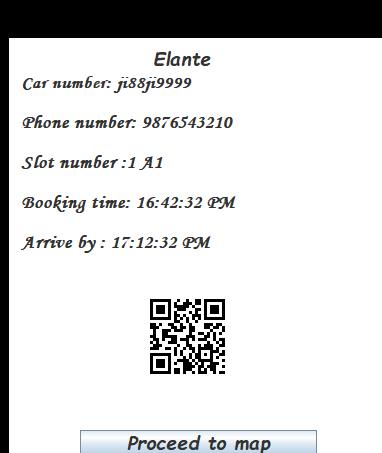 Elante
Car number: ji88ji9999
Phone number: 9876543210
Slot number :1 A1
Booking time: 16:42:32 PM
Arrive by : 17:12:32 PM
Proceed to map